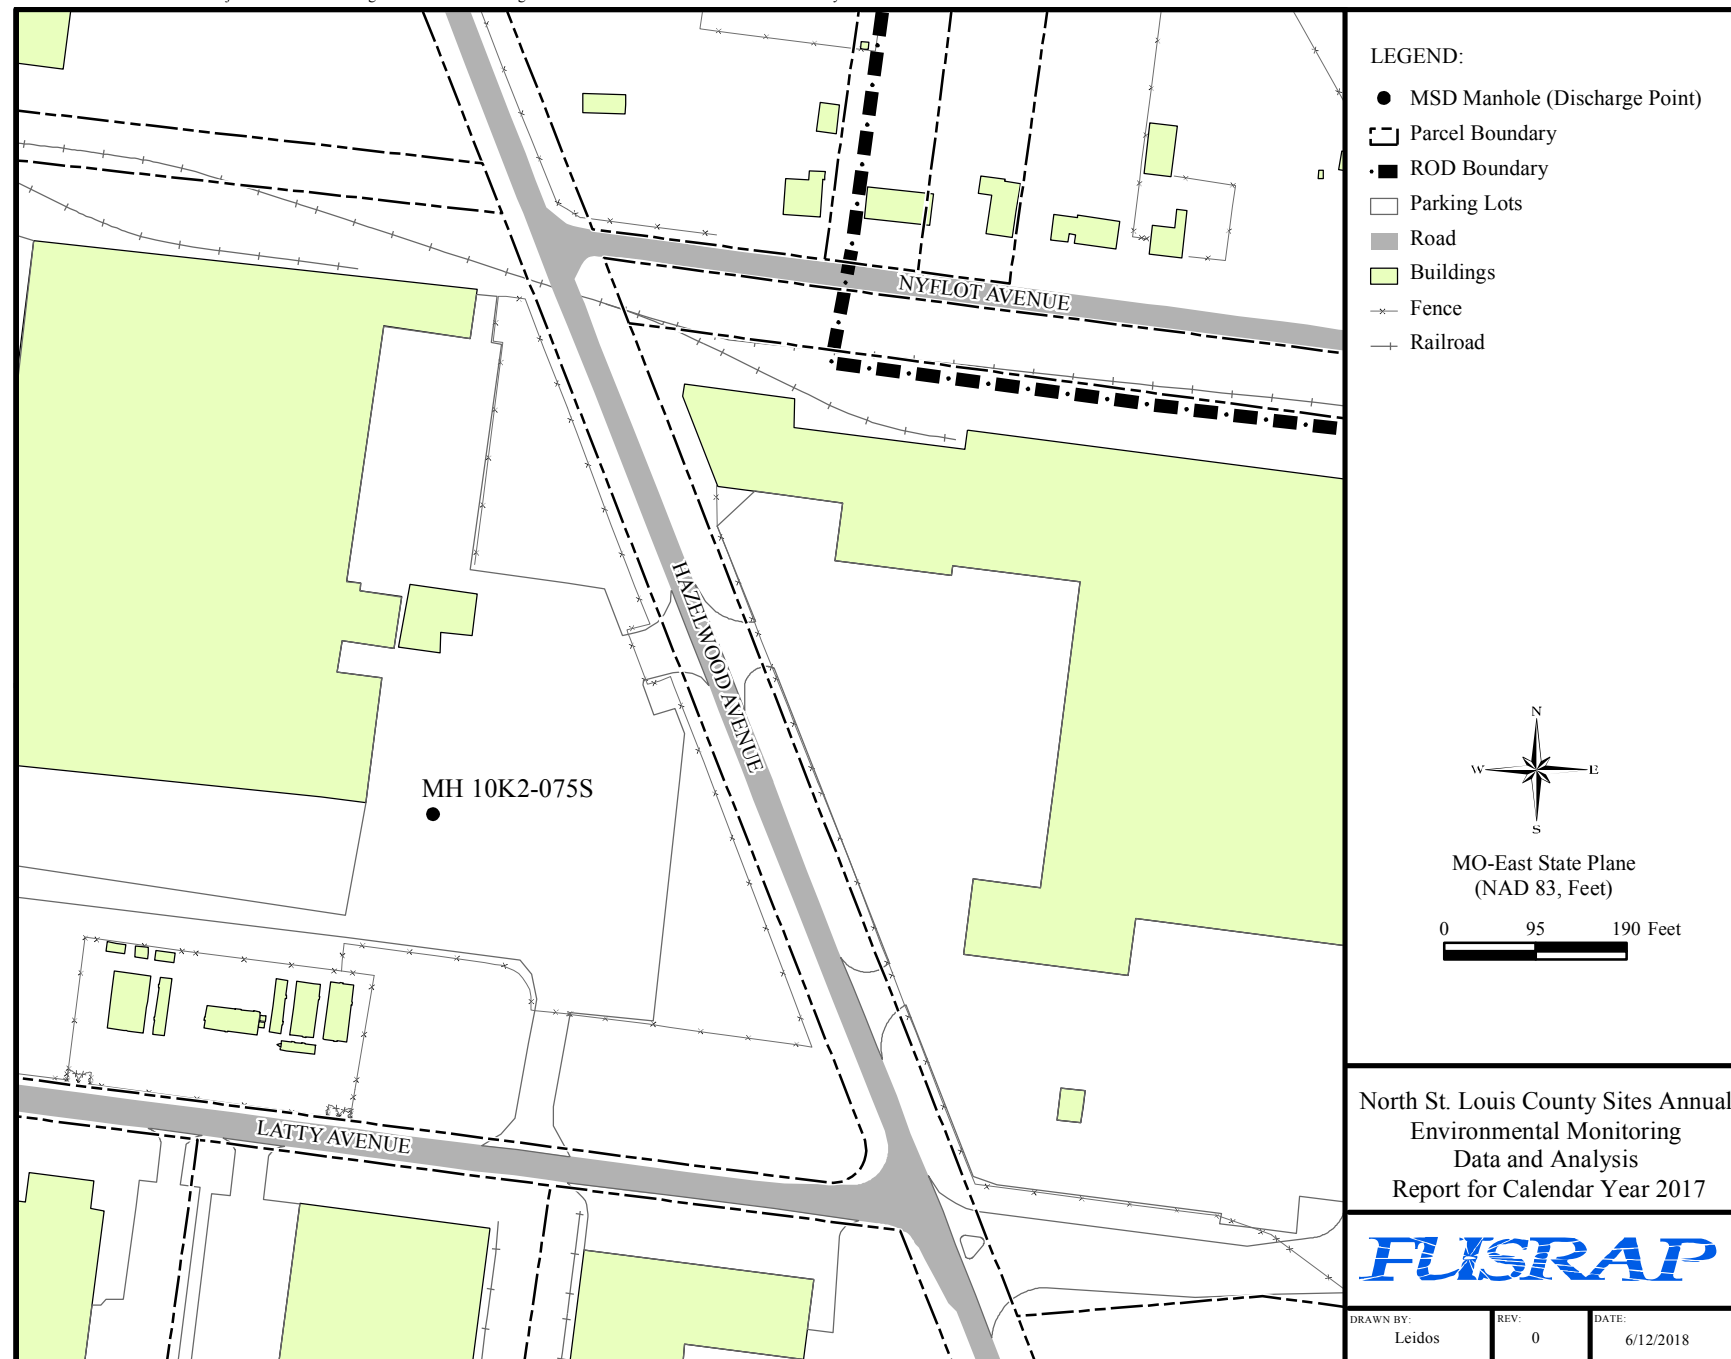 LEGEND:
MSD Manhole (Discharge Point)
Parcel Boundary
ROD Boundary
Parking Lots
Road
Buildings
Fence
Railroad
NYFLOT AVENUE
HAZELWOOD AVENUE
MH 10K2-075S
LATTY AVENUE
N
W E
S
MO-East State Plane
(NAD 83, Feet)
0 95 190 Feet
North St. Louis County Sites Annual
Environmental Monitoring
Data and Analysis
Report for Calendar Year 2017
FUSRAP
DRAWN BY: REV: DATE:
Leidos 0 6/12/2018